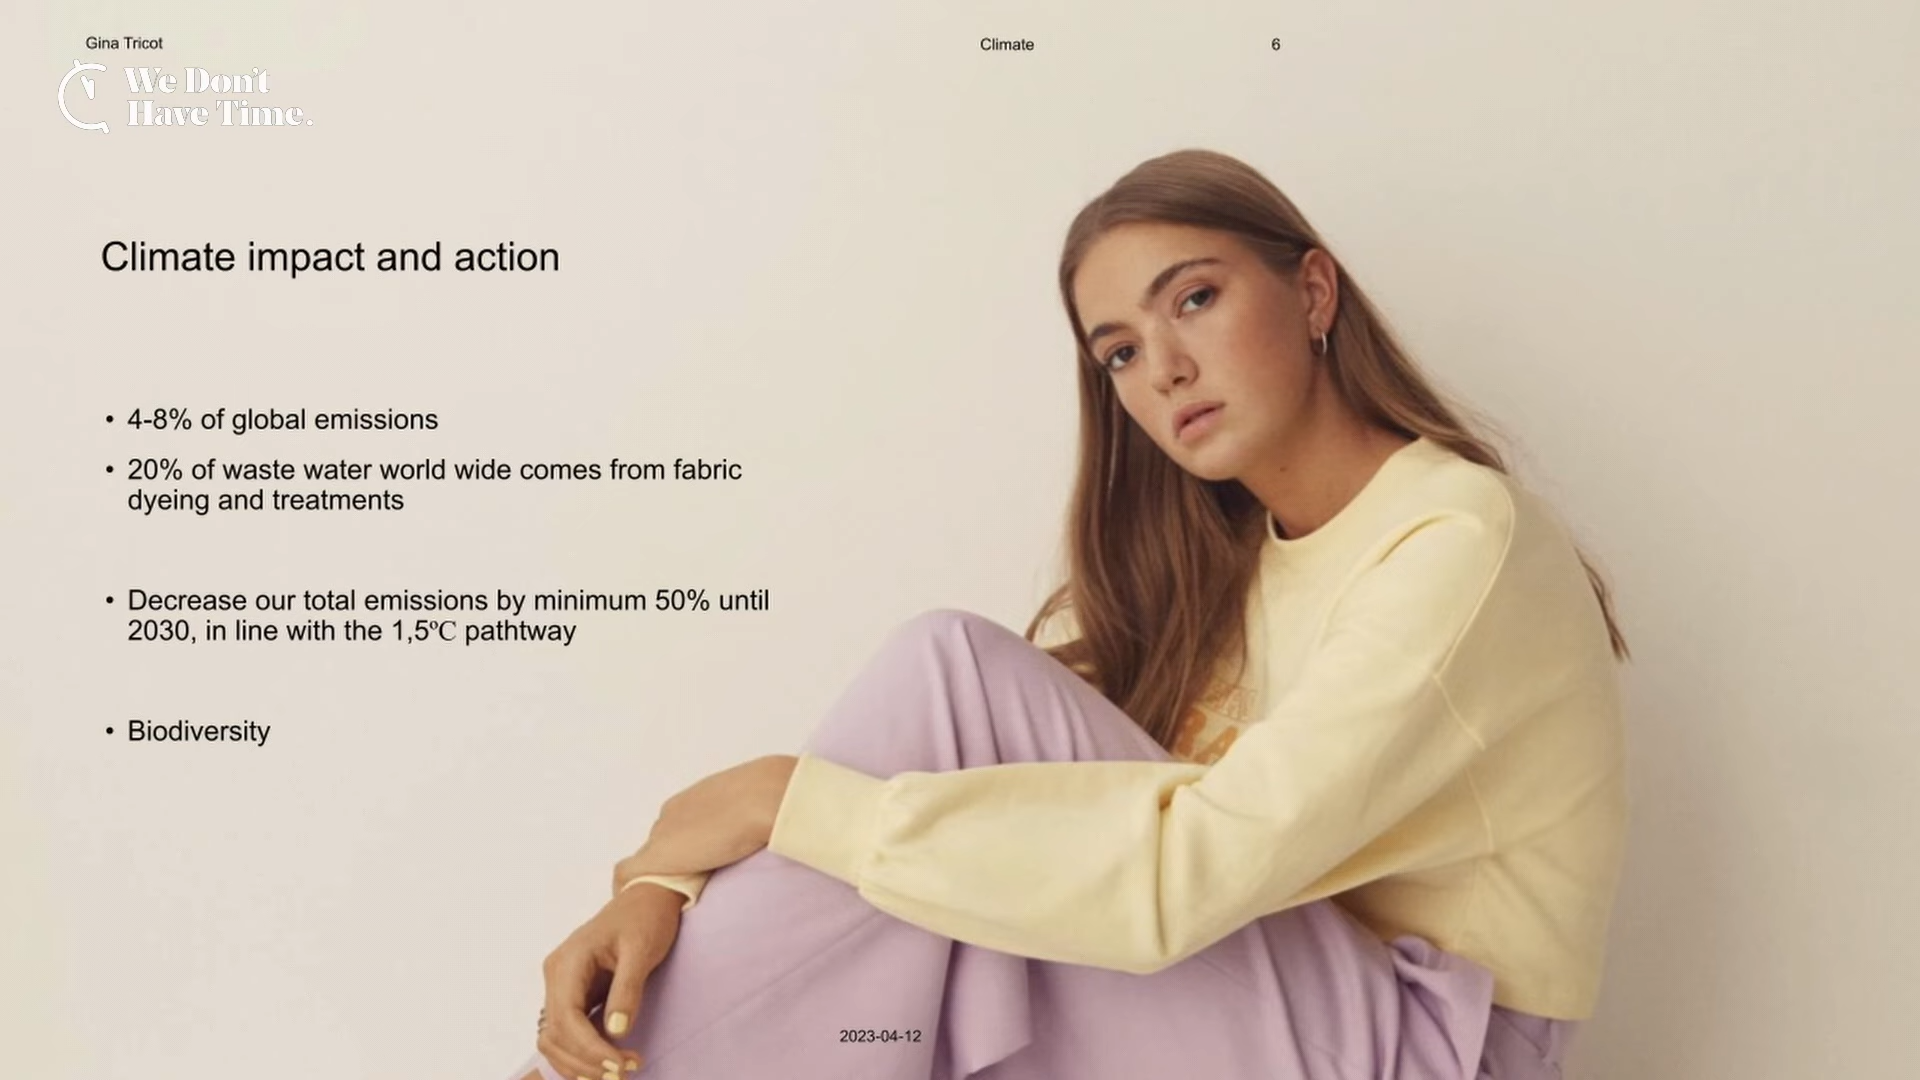 Gina Tricot
Climate
6
We Don't
Have Time.
Climate impact and action
• 4-8% of global emissions
• 20% of waste water world wide comes from fabric
dyeing and treatments
• Decrease our total emissions by minimum 50% until
2030, in line with the 1,5ºC pathtway
• Biodiversity
2023-04-12